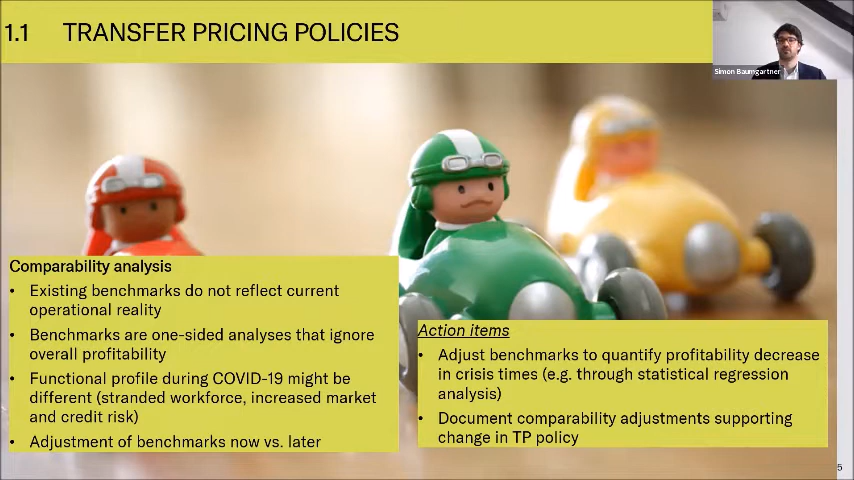 1.1 TRANSFER PRICING POLICIES
Simon Baumgartner
Comparability analysis
• Existing benchmarks do not reflect current
operational reality
• Benchmarks are one-sided analyses that ignore
overall profitability
• Functional profile during COVID-19 might be
different (stranded workforce, increased market
and credit risk)
• Adjustment of benchmarks now vs. later
Action items
• Adjust benchmarks to quantify profitability decrease
in crisis times (e.g. through statistical regression
analysis)
• Document comparability adjustments supporting
change in TP policy
5